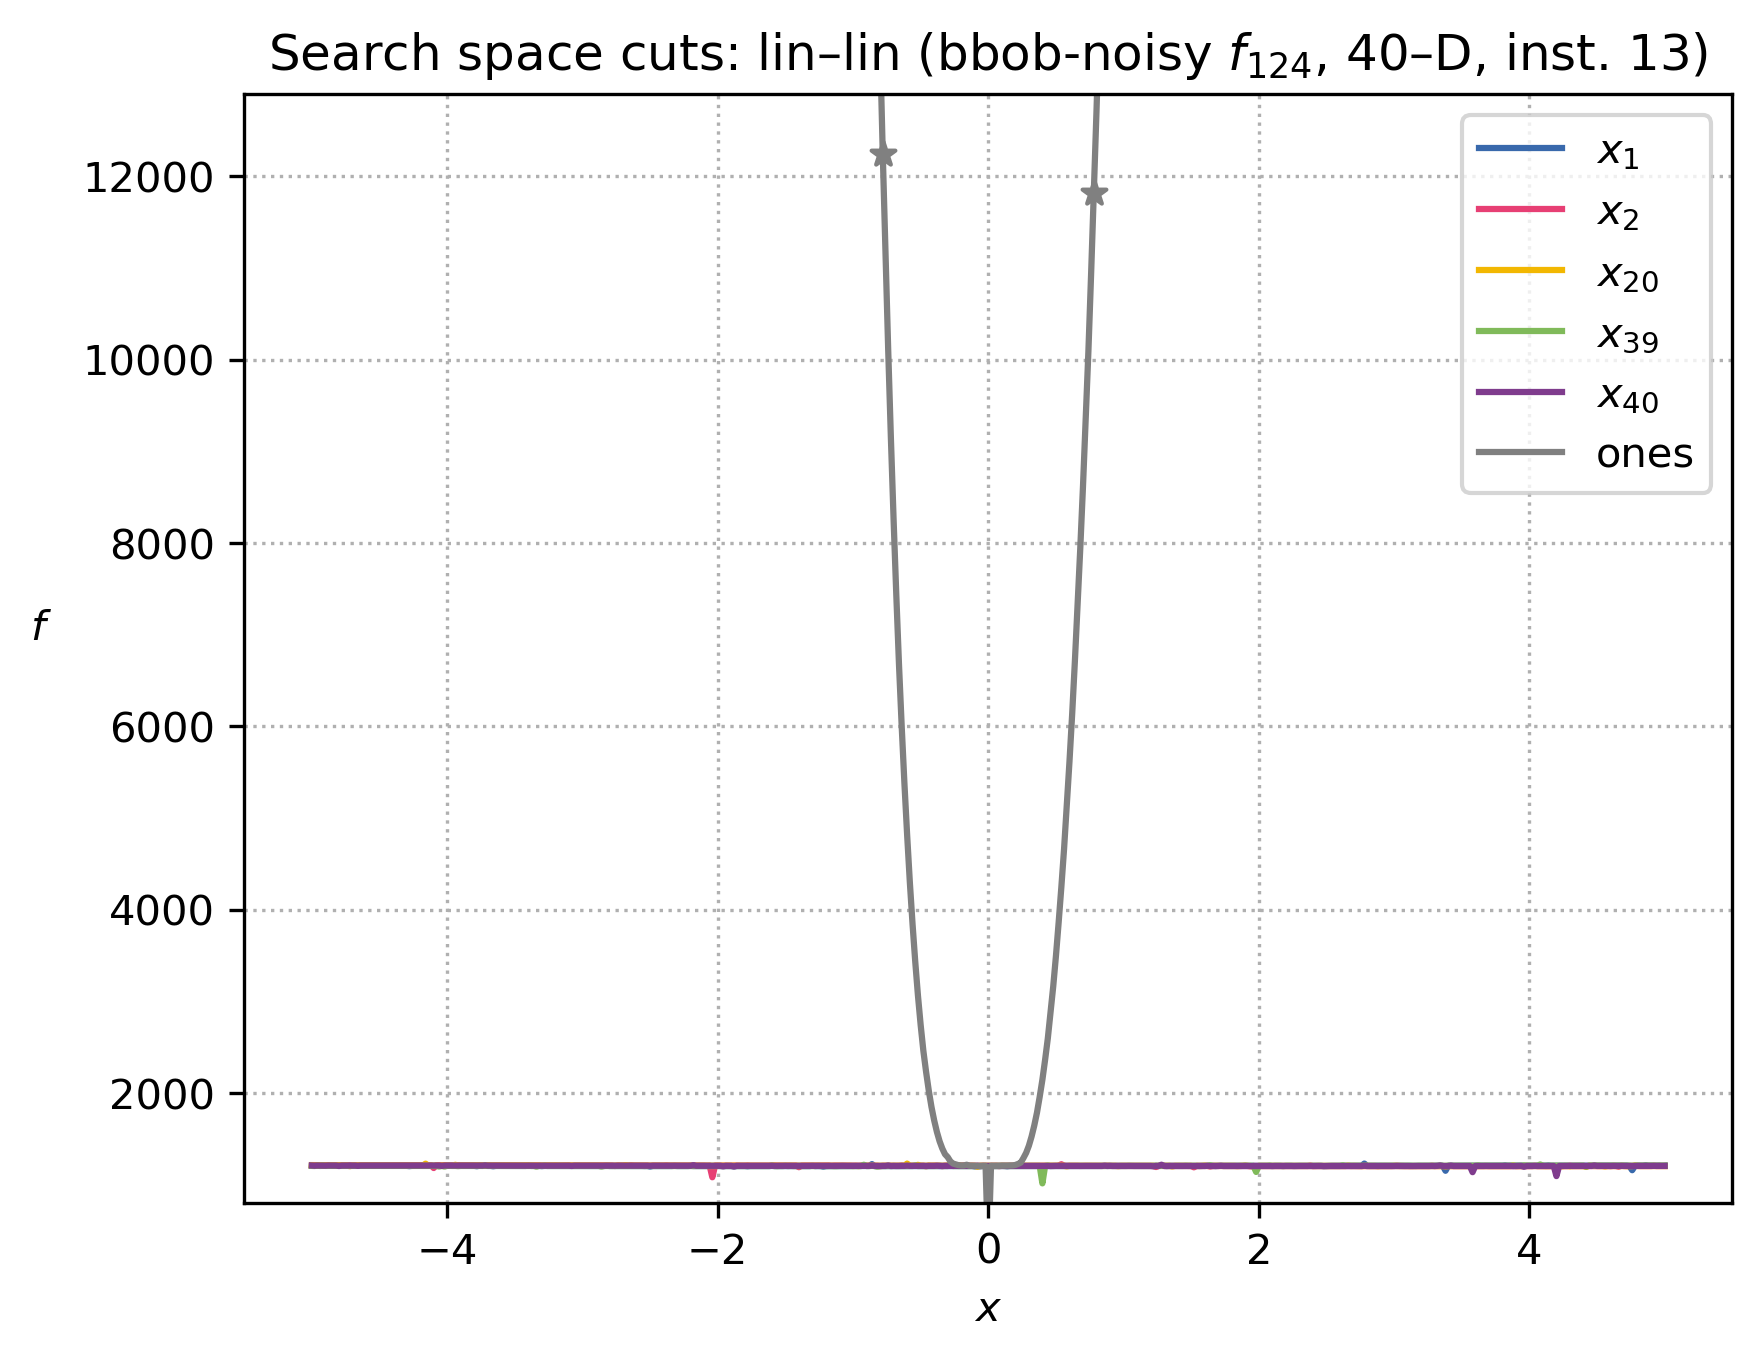 Search space cuts: lin–lin (bbob-noisy f₁₂₄, 40–D, inst. 13)
x₁
x₂
x₂₀
x₃₉
x₄₀
ones
12000
10000
8000
6000
4000
2000
f
−4
−2
0
2
4
x